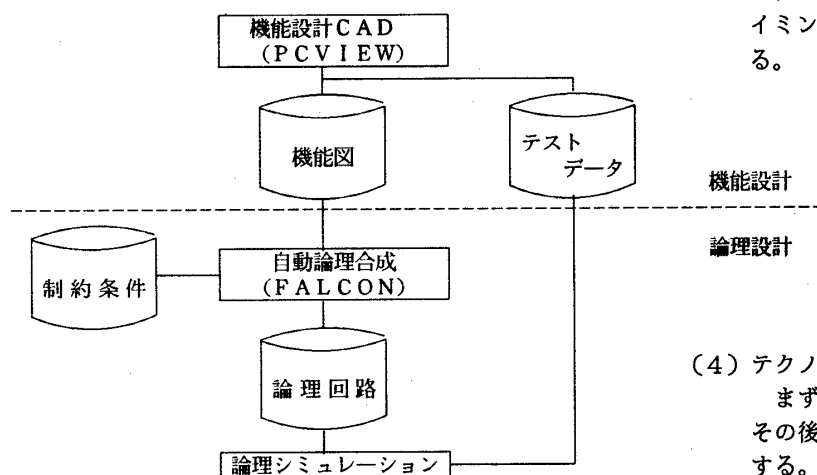 機能設計ＣＡＤ
(ＰＣＶＩＥＷ)
機能図
テスト
データ
機能設計
論理設計
制約条件
自動論理合成
(ＦＡＬＣＯＮ)
論理回路
論理シミュレーション
イミン
る。
(４) テクノ
まず
その後
する。